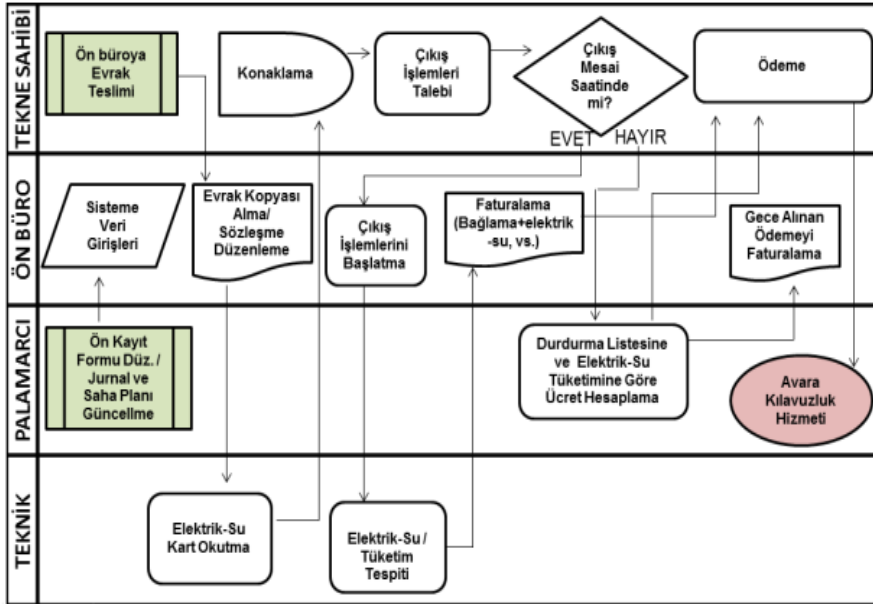 TEKNE SAHİBİ
Ön büroya
Evrak
Teslimi
Konaklama
Çıkış
İşlemleri
Talebi
Çıkış
Mesai
Saatinde
mi?
Ödeme
EVET
HAYIR
ÖN BÜRO
Sisteme
Veri
Girişleri
Evrak Kopyası
Alma/
Sözleşme
Düzenleme
Çıkış
İşlemlerini
Başlatma
Faturalama
(Bağlama+elektrik
-su, vs.)
Gece Alınan
Ödemeyi
Faturalama
PALAMARCI
Ön Kayıt
Formu Düz./
Jurnal ve
Saha Planı
Güncellme
Durdurma Listesine
ve Elektrik-Su
Tüketimine Göre
Ücret Hesaplama
Avara
Kılavuzluk
Hizmeti
TEKNİK
Elektrik-Su
Kart Okutma
Elektrik-Su /
Tüketim
Tespiti